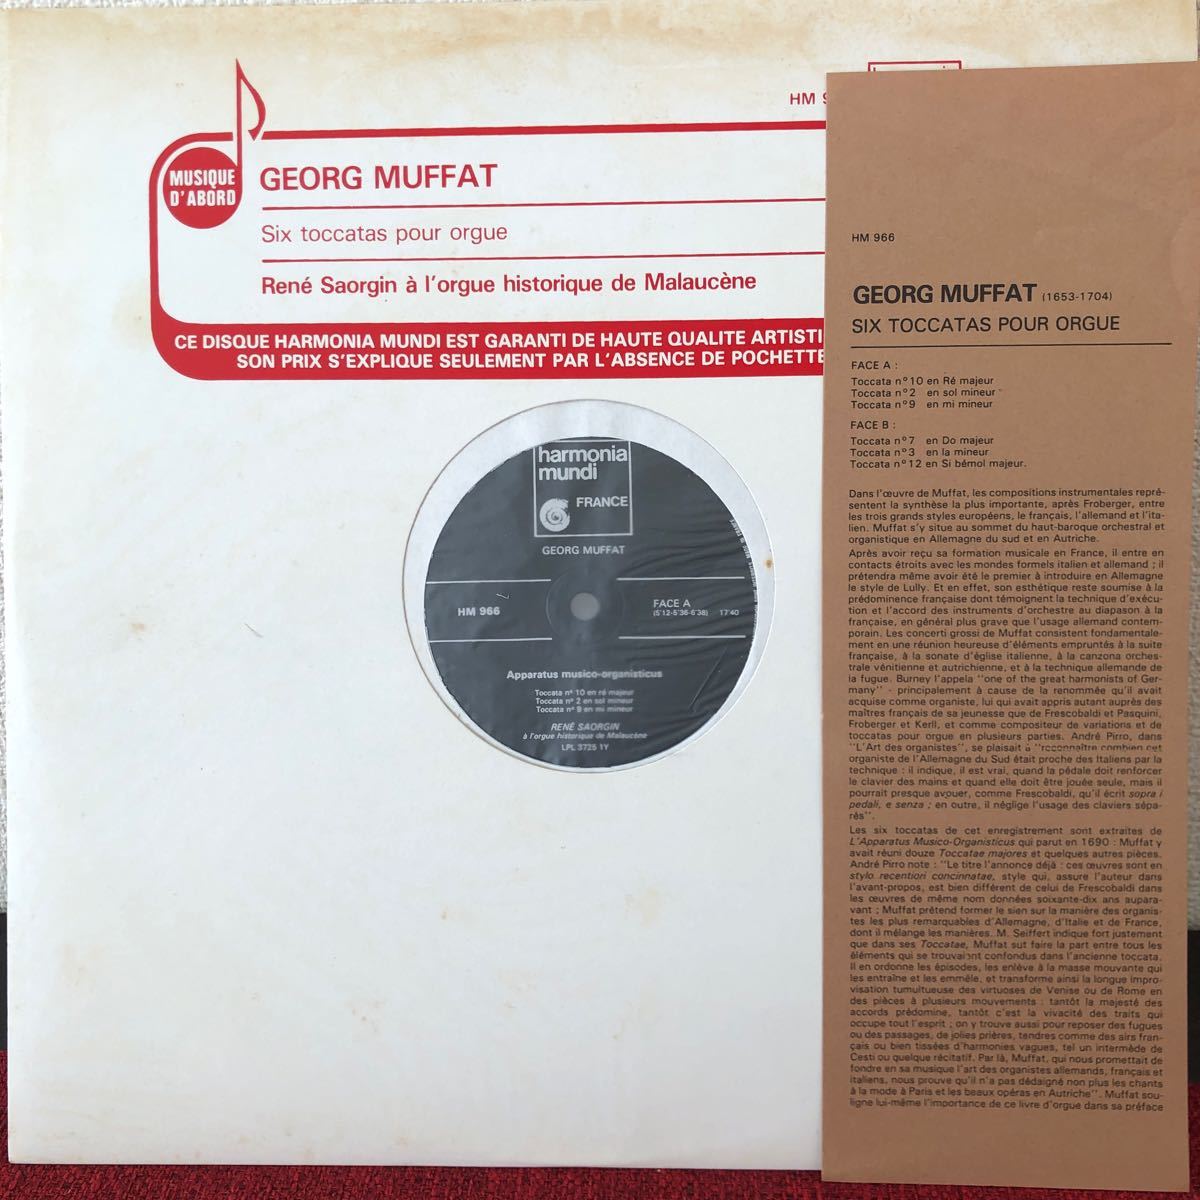 HM
MUSIQUE
D'ABORD
GEORG MUFFAT
Six toccatas pour orgue
René Saorgin à l'orgue historique de Malaucène
CE DISQUE HARMONIA MUNDI EST GARANTI DE HAUTE QUALITE ARTISTI
SON PRIX S'EXPLIQUE SEULEMENT PAR L'ABSENCE DE POCHETTE
harmonia
mundi
FRANCE
GEORG MUFFAT
HM 966
FACE A
(5'12-5'36-6'38) 17'40
Apparatus musico-organisticus
Toccata nº 10 en ré majeur
Toccata nº 2 en sol mineur
Toccata nº 9 en mi mineur
RENÉ SAORGIN
à l'orgue historique de Malaucène
LPL 3725 1Y
HM 966
GEORG MUFFAT (1653-1704)
SIX TOCCATAS POUR ORGUE
FACE A :
Toccata nº 10 en Ré majeur
Toccata nº 2 en sol mineur
Toccata nº 9 en mi mineur
FACE B :
Toccata nº 7 en Do majeur
Toccata nº 3 en la mineur
Toccata nº 12 en Si bémol majeur.
Dans l'œuvre de Muffat, les compositions instrumentales repré-
sentent la synthèse la plus importante, après Froberger, entre
les trois grands styles européens, le français, l'allemand et l'ita-
lien. Muffat s'y situe au sommet du haut-baroque orchestral et
organistique en Allemagne du sud et en Autriche.
Après avoir reçu sa formation musicale en France, il entre en
contacts étroits avec les mondes formels italien et allemand ; il
prétendra même avoir été le premier à introduire en Allemagne
le style de Lully. Et en effet, son esthétique reste soumise à la
prédominence française dont témoignent la technique d'exécu-
tion et l'accord des instruments d'orchestre au diapason à la
française, en général plus grave que l'usage allemand contem-
porain. Les concerti grossi de Muffat consistent fondamentale-
ment en une réunion heureuse d'éléments empruntés à la suite
française, à la sonate d'église italienne, à la canzona orches-
trale vénitienne et autrichienne, et à la technique allemande de
la fugue. Burney l'appela "one of the great harmonists of Ger-
many" - principalement à cause de la renommée qu'il avait
acquise comme organiste, lui qui avait appris autant auprès des
maîtres français de sa jeunesse que de Frescobaldi et Pasquini,
Froberger et Kerll, et comme compositeur de variations et de
toccatas pour orgue en plusieurs parties. André Pirro, dans
"L'Art des organistes", se plaisait à "reconnaître combien cet
organiste de l'Allemagne du Sud était proche des Italiens par la
technique : il indique, il est vrai, quand la pédale doit renforcer
le clavier des mains et quand elle doit être jouée seule, mais il
pourrait presque avouer, comme Frescobaldi, qu'il écrit sopra i
pedali, e senza ; en outre, il néglige l'usage des claviers sépa-
rés".
Les six toccatas de cet enregistrement sont extraites de
L'Apparatus Musico-Organisticus qui parut en 1690 : Muffat y
avait réuni douze Toccatae majores et quelques autres pièces.
André Pirro note : "Le titre l'annonce déjà : ces œuvres sont en
stylo recentiori concinnatae, style qui, assure l'auteur dans
l'avant-propos, est bien différent de celui de Frescobaldi dans
les œuvres de même nom données soixante-dix ans aupara-
vant ; Muffat prétend former le sien sur la manière des organis-
tes les plus remarquables d'Allemagne, d'Italie et de France,
dont il mélange les manières. M. Seiffert indique fort justement
que dans ses Toccatae, Muffat sut faire la part entre tous les
éléments qui se trouvaient confondus dans l'ancienne toccata.
Il en ordonne les épisodes, les enlève à la masse mouvante qui
les entraîne et les emmêle, et transforme ainsi la longue impro-
visation tumultueuse des virtuoses de Venise ou de Rome en
des pièces à plusieurs mouvements : tantôt la majesté des
accords prédomine, tantôt c'est la vivacité des traits qui
occupe tout l'esprit ; on y trouve aussi pour reposer des fugues
ou des passages, de jolies prières, tendres comme des airs fran-
çais ou bien tissées d'harmonies vagues, tel un intermède de
Cesti ou quelque récitatif. Par là, Muffat, qui nous promettait de
fondre en sa musique l'art des organistes allemands, français et
italiens, nous prouve qu'il n'a pas dédaigné non plus les chants
à la mode à Paris et les beaux opéras en Autriche". Muffat sou-
ligne lui-même l'importance de ce livre d'orgue dans sa préface